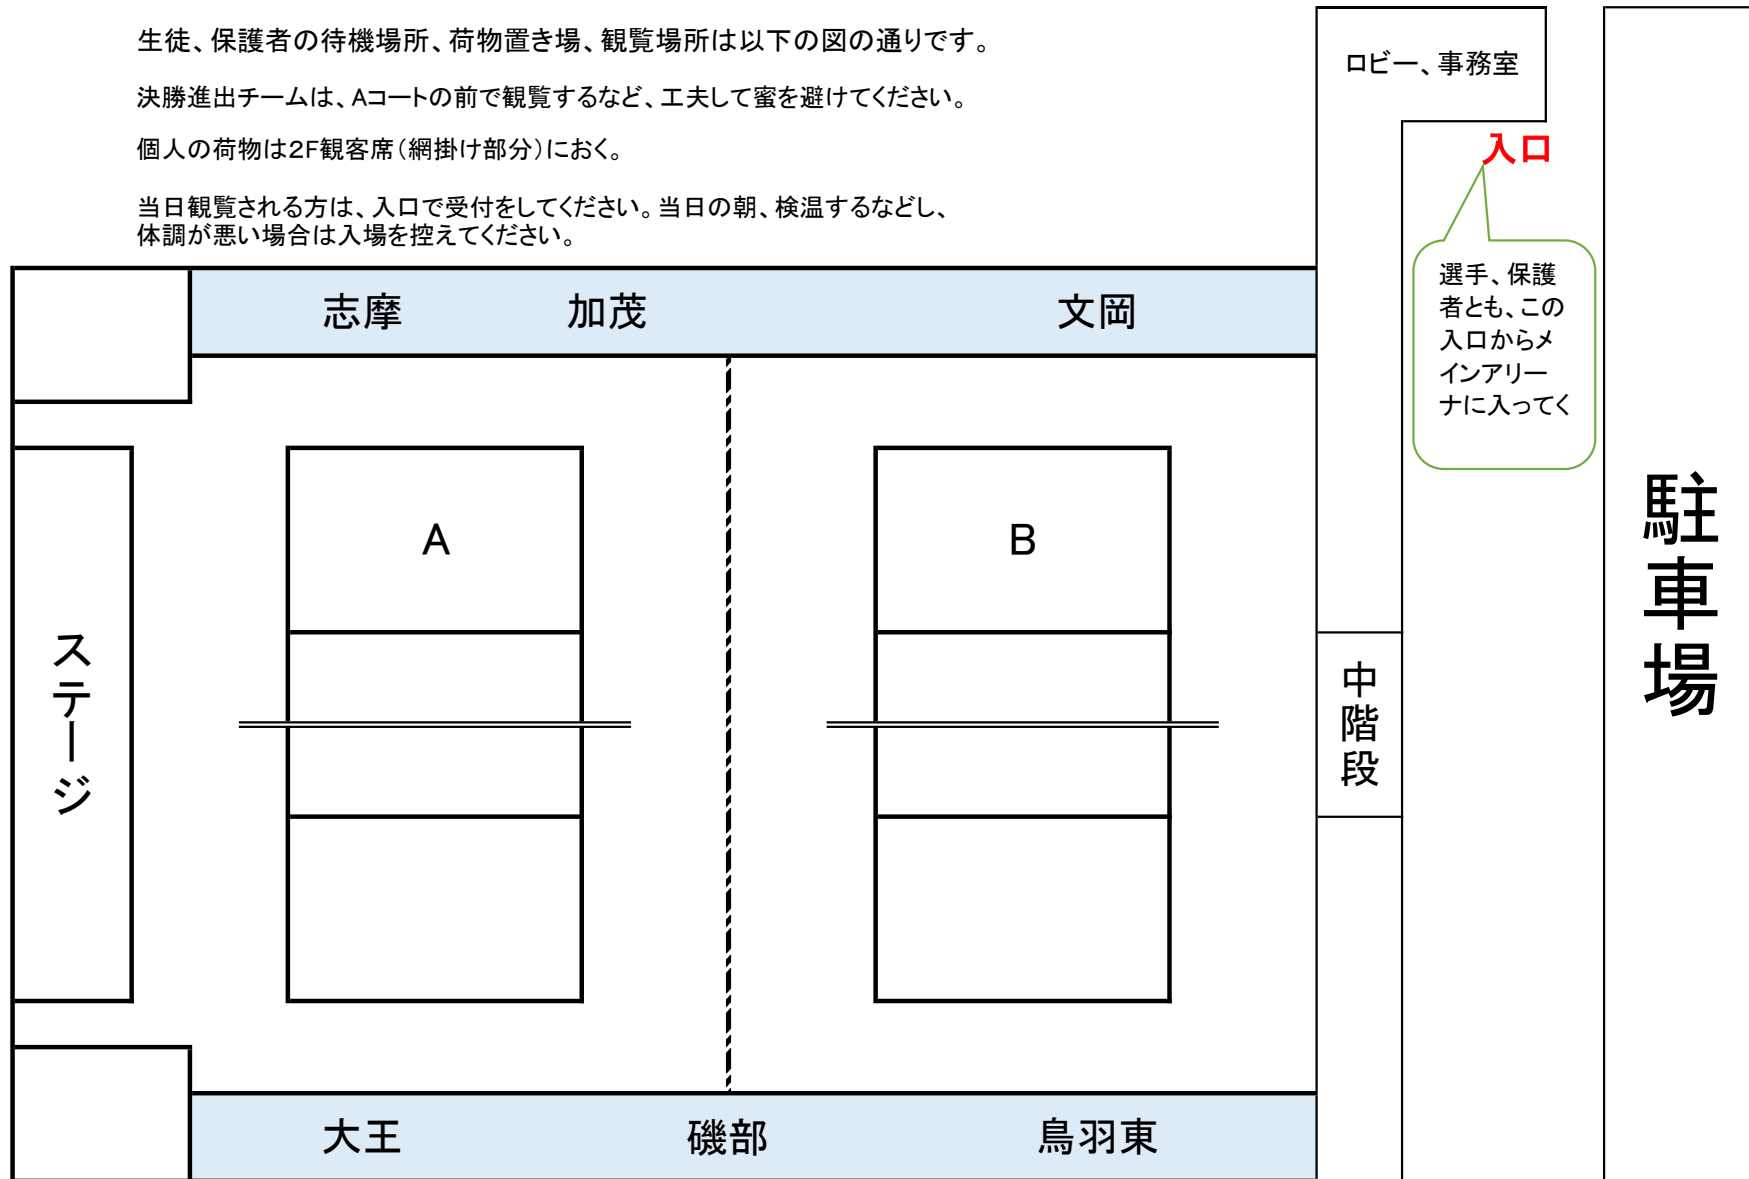 生徒、保護者の待機場所、荷物置き場、観覧場所は以下の図の通りです。
決勝進出チームは、Aコートの前で観覧するなど、工夫して蜜を避けてください。
個人の荷物は2F観客席（網掛け部分）におく。
当日観覧される方は、入口で受付をしてください。当日の朝、検温するなどし、
体調が悪い場合は入場を控えてください。
ロビー、事務室
入口
選手、保護
者とも、この
入口からメ
インアリー
ナに入ってく
志摩
加茂
文岡
A
B
ステージ
中階段
駐車場
大王
磯部
鳥羽東